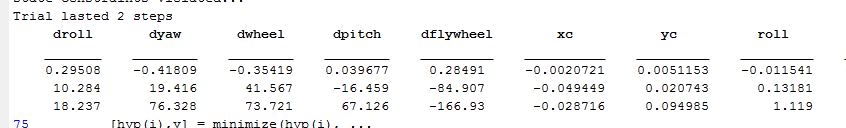 state constraints violated...
Trial lasted 2 steps
droll dyaw dwheel dpitch dflywheel xc yc roll
0.29508 -0.41809 -0.35419 0.039677 0.28491 -0.0020721 0.0051153 -0.011541
10.284 19.416 41.567 -16.459 -84.907 -0.049449 0.020743 0.13181
18.237 76.328 73.721 67.126 -166.93 -0.028716 0.094985 1.119
75 [hyp(i),v] = minimize(hyp(i), ...